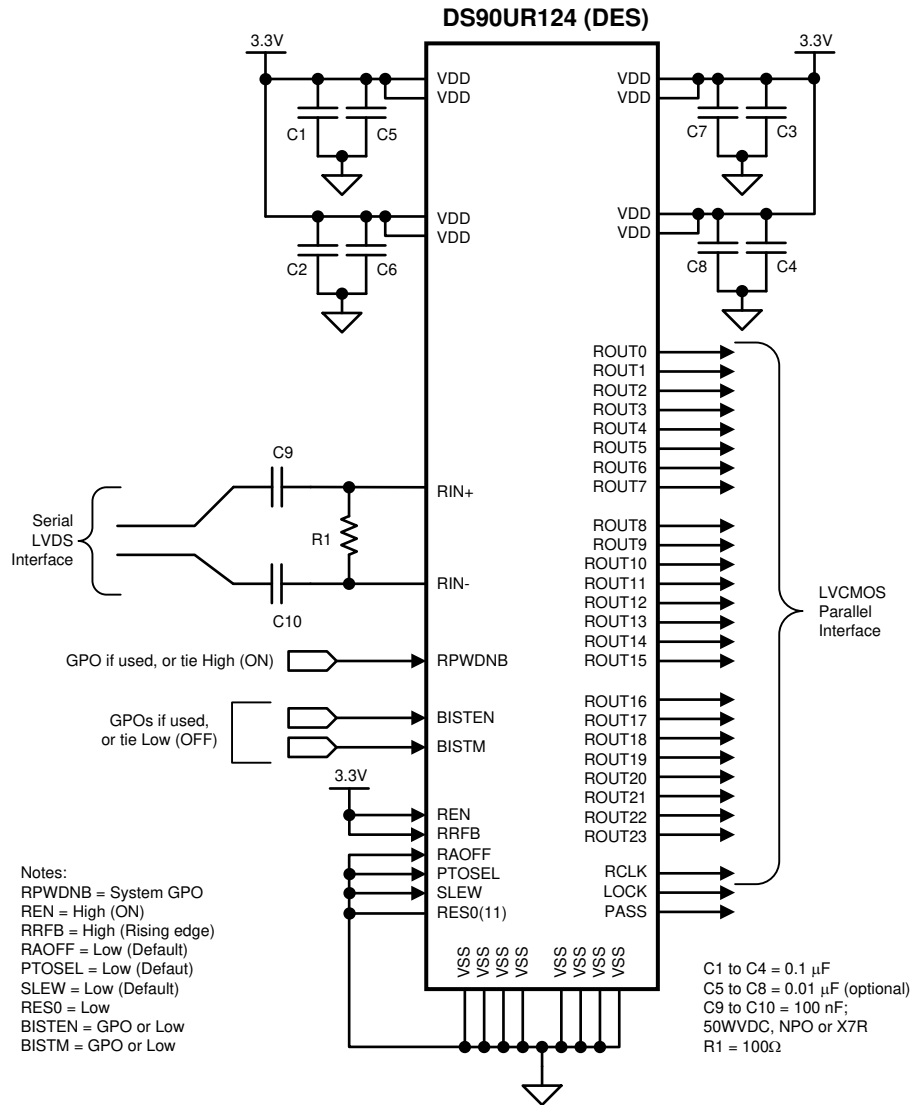 DS90UR124 (DES)
3.3V
3.3V
VDD
VDD
VDD
VDD
C1
C5
C7
C3
VDD
VDD
VDD
VDD
C2
C6
C8
C4
ROUT0
ROUT1
ROUT2
ROUT3
ROUT4
ROUT5
ROUT6
ROUT7
C9
RIN+
Serial
LVDS
Interface
R1
RIN-
C10
ROUT8
ROUT9
ROUT10
ROUT11
ROUT12
ROUT13
ROUT14
ROUT15
LVCMOS
Parallel
Interface
GPO if used, or tie High (ON)
RPWDNB
GPOs if used,
or tie Low (OFF)
BISTEN
BISTM
ROUT16
ROUT17
ROUT18
ROUT19
ROUT20
ROUT21
ROUT22
ROUT23
3.3V
REN
RRFB
RAOFF
PTOSEL
SLEW
RES0(11)
RCLK
LOCK
PASS
Notes:
RPWDNB = System GPO
REN = High (ON)
RRFB = High (Rising edge)
RAOFF = Low (Default)
PTOSEL = Low (Defaut)
SLEW = Low (Default)
RES0 = Low
BISTEN = GPO or Low
BISTM = GPO or Low
VSS
VSS
VSS
VSS
VSS
VSS
VSS
VSS
C1 to C4 = 0.1 μF
C5 to C8 = 0.01 μF (optional)
C9 to C10 = 100 nF;
50WVDC, NPO or X7R
R1 = 100Ω